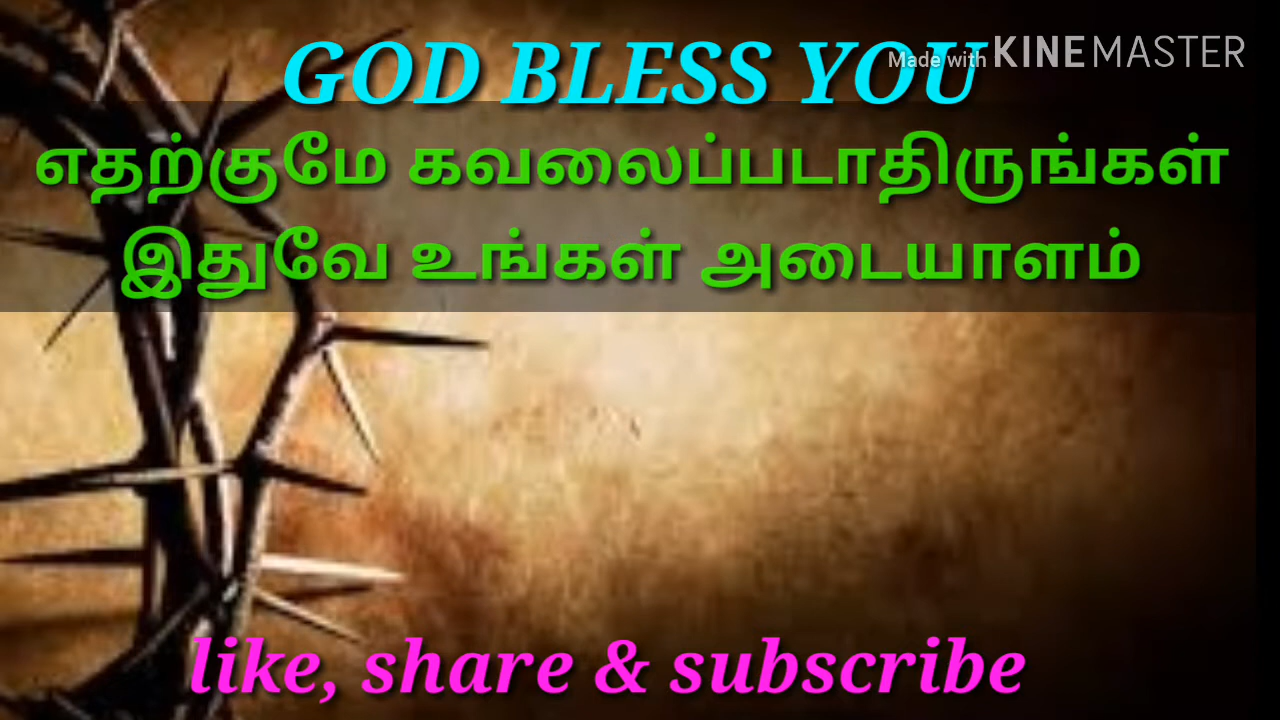 GOD BLESS YOU
Made with KINEMASTER
எதற்குமே கவலைப்படாதிருங்கள்
இதுவே உங்கள் அடையாளம்
like, share & subscribe